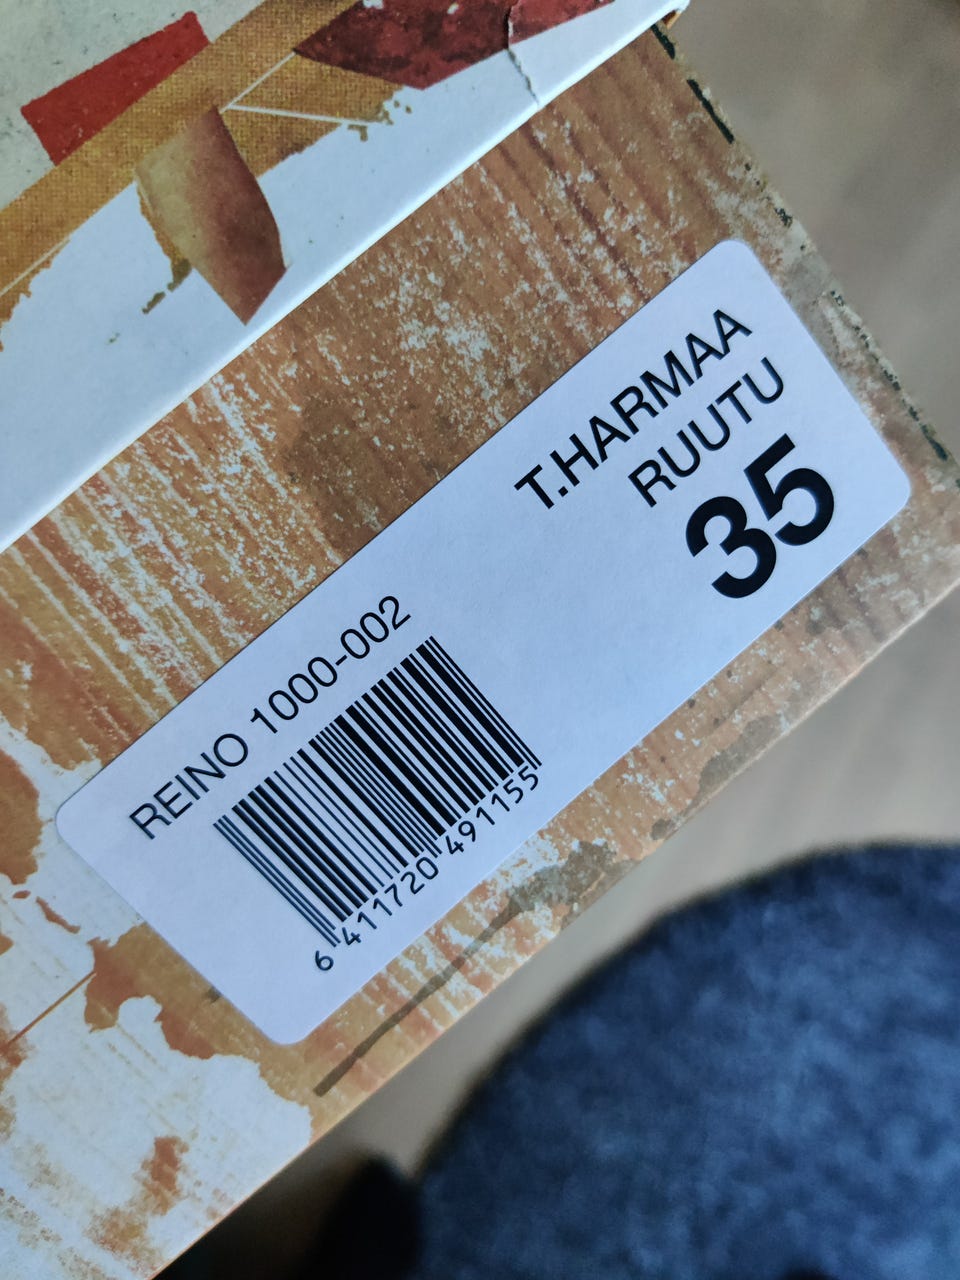 T.HARMAA
RUUTU
35
REINO 1000-002
6 411720 491155